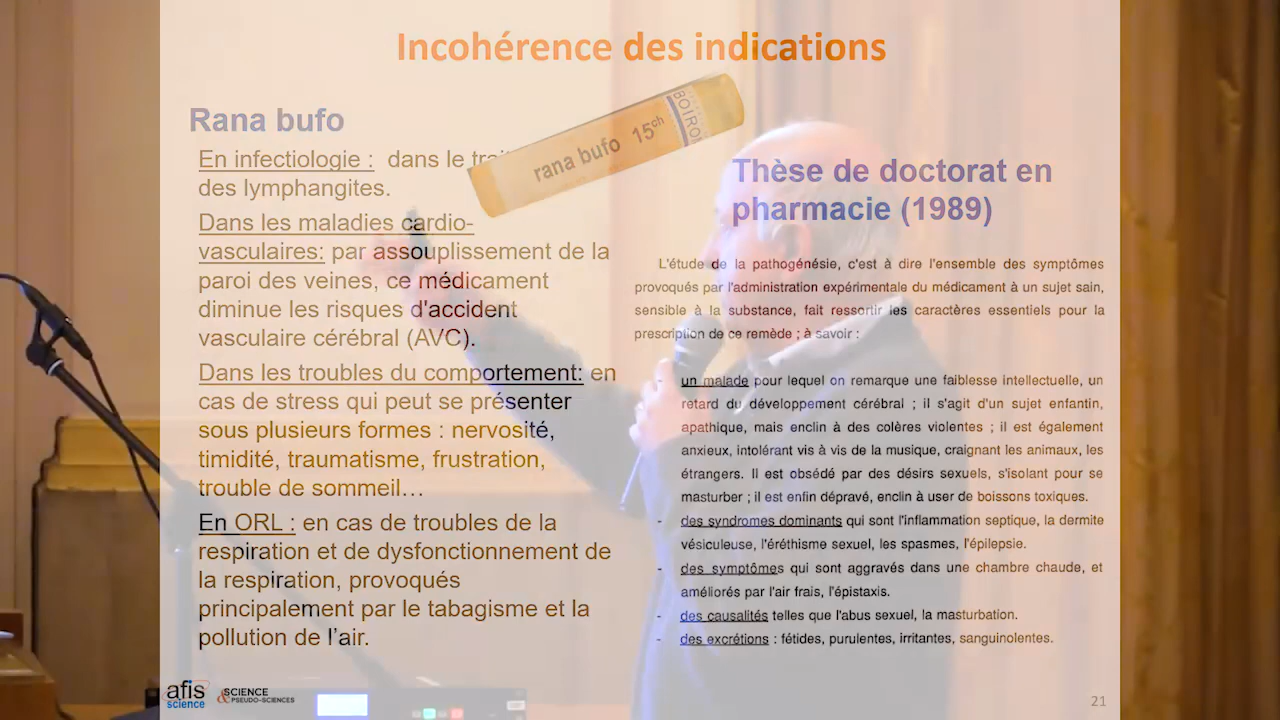 Incohérence des indications
Rana bufo
En infectiologie : dans le
des lymphangites.
Dans les maladies cardio-
vasculaires: par assouplissement de la
paroi des veines, ce médicament
diminue les risques d'accident
vasculaire cérébral (AVC).
Dans les troubles du comportement: en
cas de stress qui peut se présenter
sous plusieurs formes : nervosité,
timidité, traumatisme, frustration,
trouble de sommeil…
En ORL : en cas de troubles de la
respiration et de dysfonctionnement de
la respiration, provoqués
principalement par le tabagisme et la
pollution de l'air.
rana bufo 15ch
BOIRON
Thèse de doctorat en
pharmacie (1989)
L'étude de la pathogénésie, c'est à dire l'ensemble des symptômes
provoqués par l'administration expérimentale du médicament à un sujet sain,
sensible à la substance, fait ressortir les caractères essentiels pour la
prescription de ce remède ; à savoir :
- un malade pour lequel on remarque une faiblesse intellectuelle, un
retard du développement cérébral ; il s'agit d'un sujet enfantin,
apathique, mais enclin à des colères violentes ; il est également
anxieux, intolérant vis à vis de la musique, craignant les animaux, les
étrangers. Il est obsédé par des désirs sexuels, s'isolant pour se
masturber ; il est enfin dépravé, enclin à user de boissons toxiques.
- des syndromes dominants qui sont l'inflammation septique, la dermite
vésiculeuse, l'éréthisme sexuel, les spasmes, l'épilepsie.
- des symptômes qui sont aggravés dans une chambre chaude, et
améliorés par l'air frais, l'épistaxis.
- des causalités telles que l'abus sexuel, la masturbation.
- des excrétions : fétides, purulentes, irritantes, sanguinolentes.
afis
science
SCIENCE
& PSEUDO-SCIENCES
21